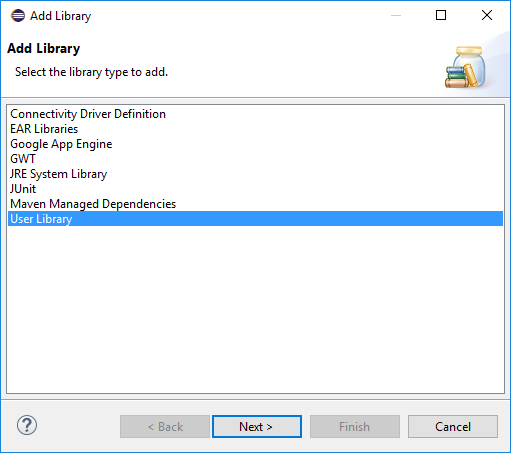 Add Library
Add Library
Select the library type to add.
Connectivity Driver Definition
EAR Libraries
Google App Engine
GWT
JRE System Library
JUnit
Maven Managed Dependencies
User Library
? < Back Next > Finish Cancel